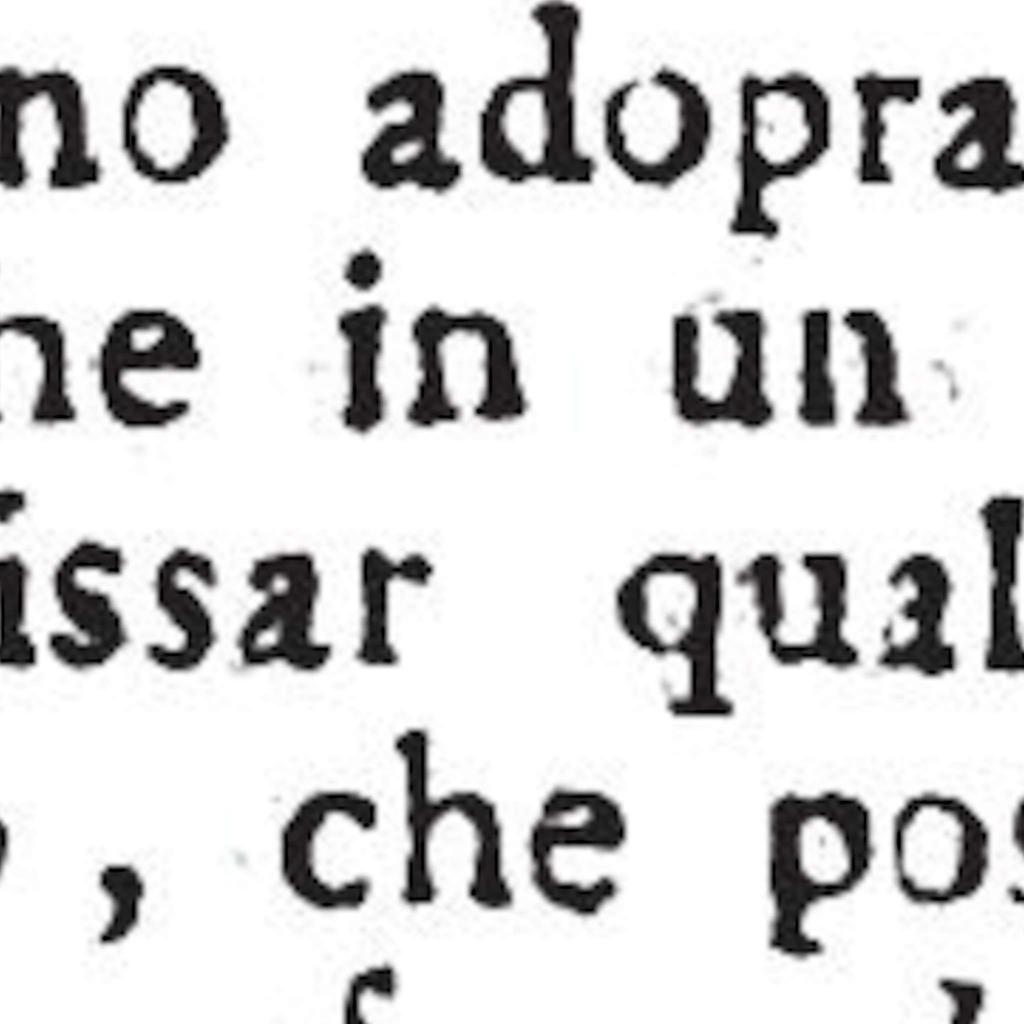 no adopra
he in un
issar qual
, che pos